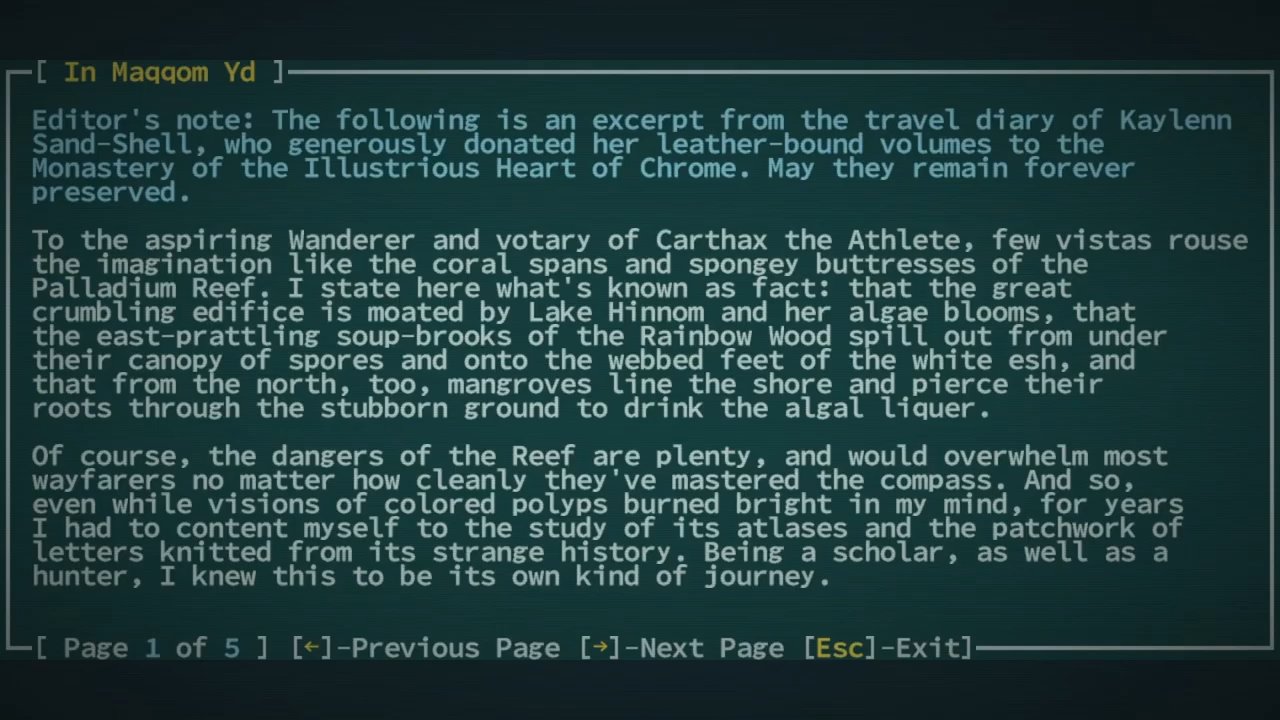 [ In Maqqom Yd ]
Editor's note: The following is an excerpt from the travel diary of Kaylenn
Sand-Shell, who generously donated her leather-bound volumes to the
Monastery of the Illustrious Heart of Chrome. May they remain forever
preserved.
To the aspiring Wanderer and votary of Carthax the Athlete, few vistas rouse
the imagination like the coral spans and spongey buttresses of the
Palladium Reef. I state here what's known as fact: that the great
crumbling edifice is moated by Lake Hinnom and her algae blooms, that
the east-prattling soup-brooks of the Rainbow Wood spill out from under
their canopy of spores and onto the webbed feet of the white esh, and
that from the north, too, mangroves line the shore and pierce their
roots through the stubborn ground to drink the algal liquer.
Of course, the dangers of the Reef are plenty, and would overwhelm most
wayfarers no matter how cleanly they've mastered the compass. And so,
even while visions of colored polyps burned bright in my mind, for years
I had to content myself to the study of its atlases and the patchwork of
letters knitted from its strange history. Being a scholar, as well as a
hunter, I knew this to be its own kind of journey.
[ Page 1 of 5 ] [←]-Previous Page [→]-Next Page [Esc]-Exit]